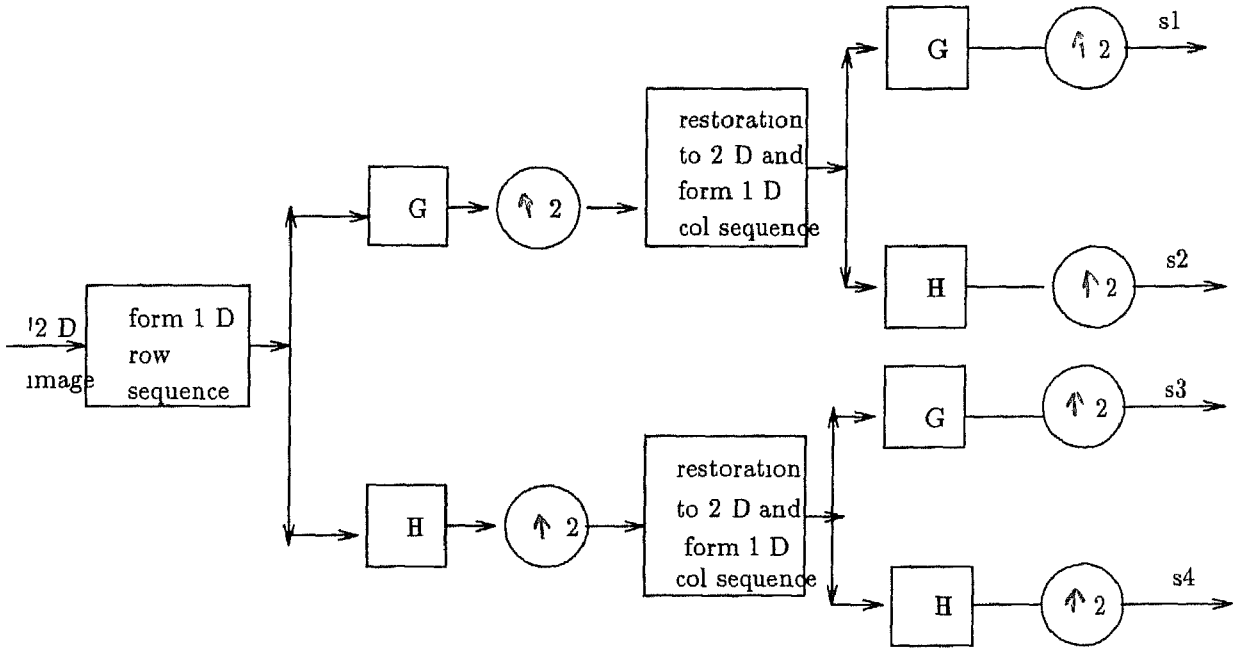 G
↑ 2
s1
restoration
to 2 D and
form 1 D
col sequence
G
↑ 2
H
↑ 2
s2
2 D
image
form 1 D
row
sequence
G
↑ 2
s3
restoration
to 2 D and
form 1 D
col sequence
H
↑ 2
H
↑ 2
s4